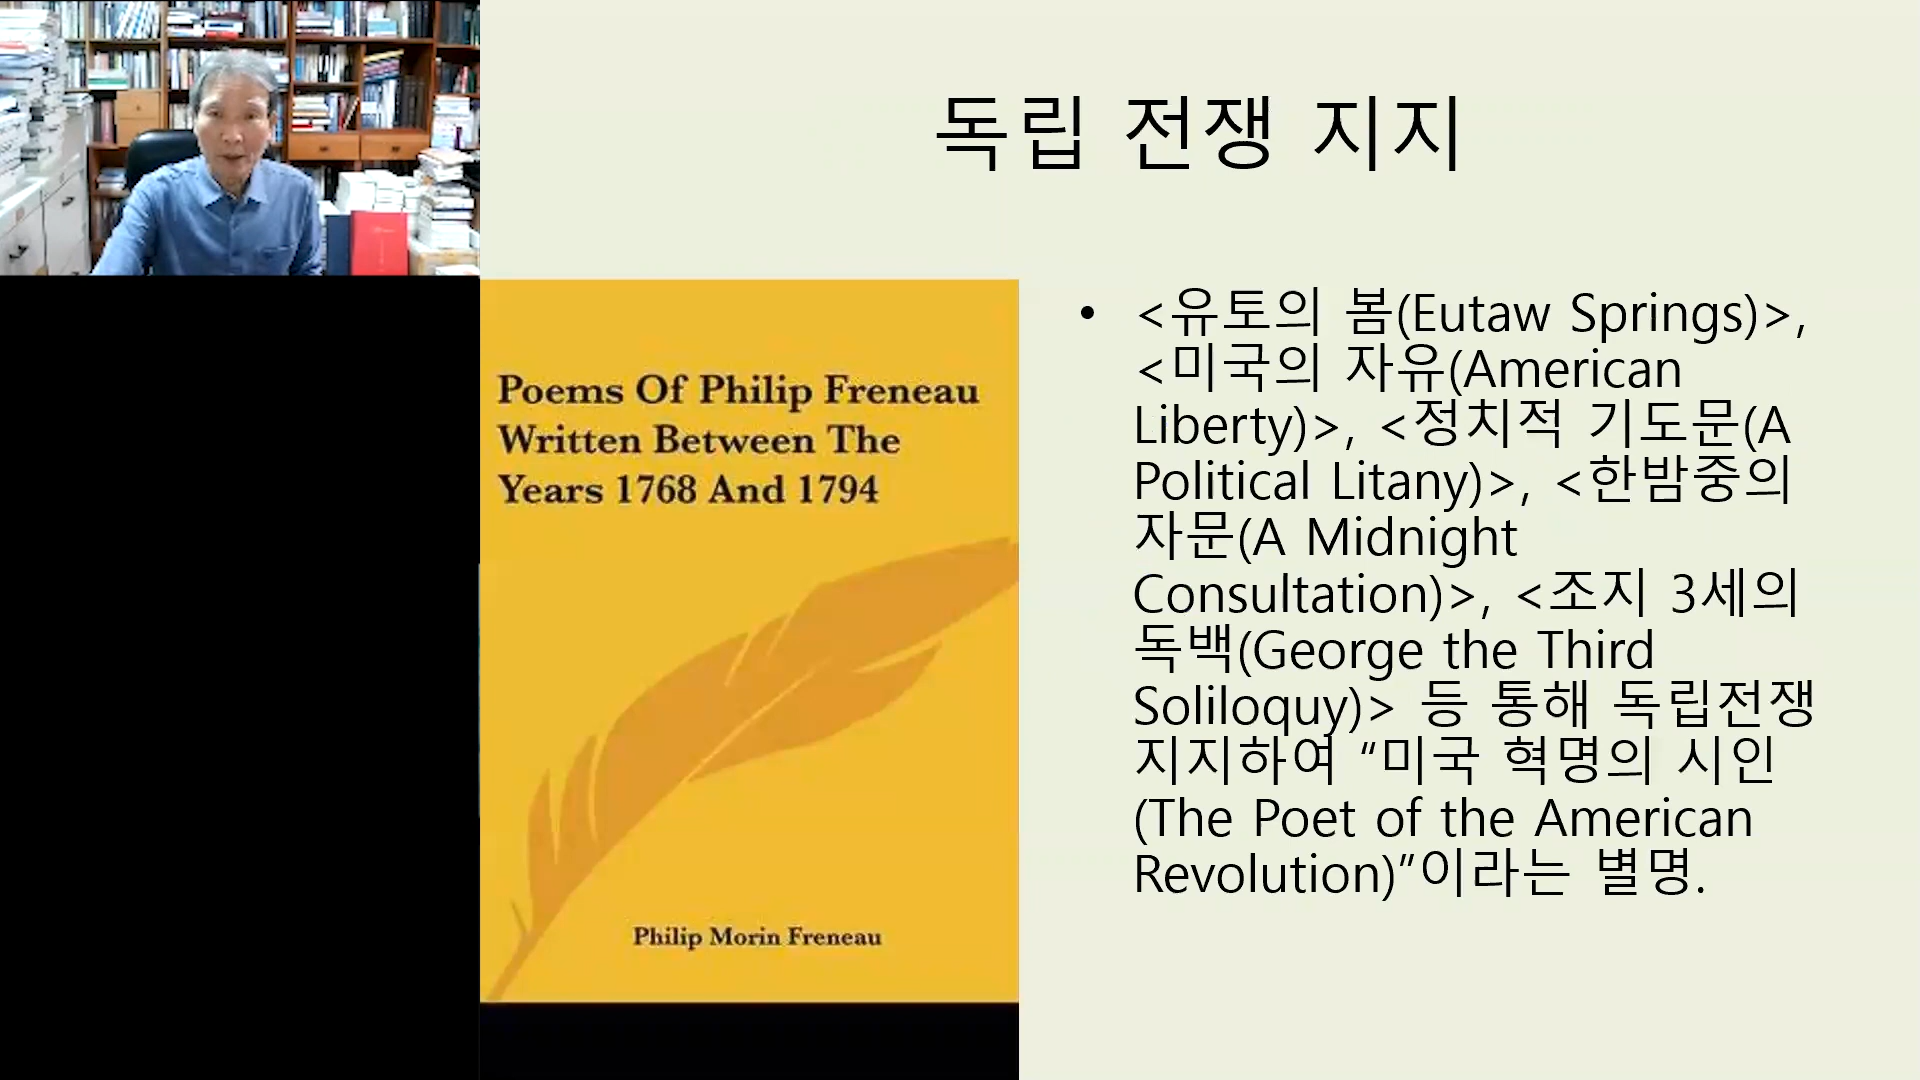 독립 전쟁 지지
Poems Of Philip Freneau
Written Between The
Years 1768 And 1794
Philip Morin Freneau
• <유토의 봄(Eutaw Springs)>,
<미국의 자유(American
Liberty)>, <정치적 기도문(A
Political Litany)>, <한밤중의
자문(A Midnight
Consultation)>, <조지 3세의
독백(George the Third
Soliloquy)> 등 통해 독립전쟁
지지하여 “미국 혁명의 시인
(The Poet of the American
Revolution)”이라는 별명.